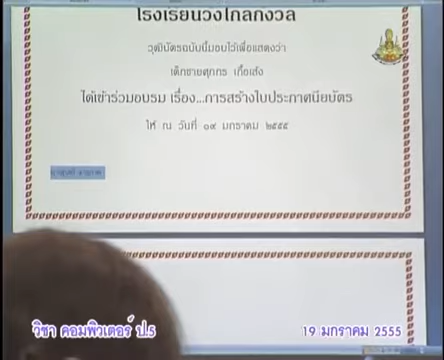 โรงเรียนวังไกลกังวล
วุฒิบัตรฉบับนี้มอบไว้เพื่อแสดงว่า
เด็กชายศุภกร เกื้อเส้ง
ได้เข้าร่วมอบรม เรื่อง...การสร้างใบประกาศนียบัตร
ให้ ณ วันที่ ๑๙ มกราคม ๒๕๕๕
วิชา คอมพิวเตอร์ ป.5
19 มกราคม 2555